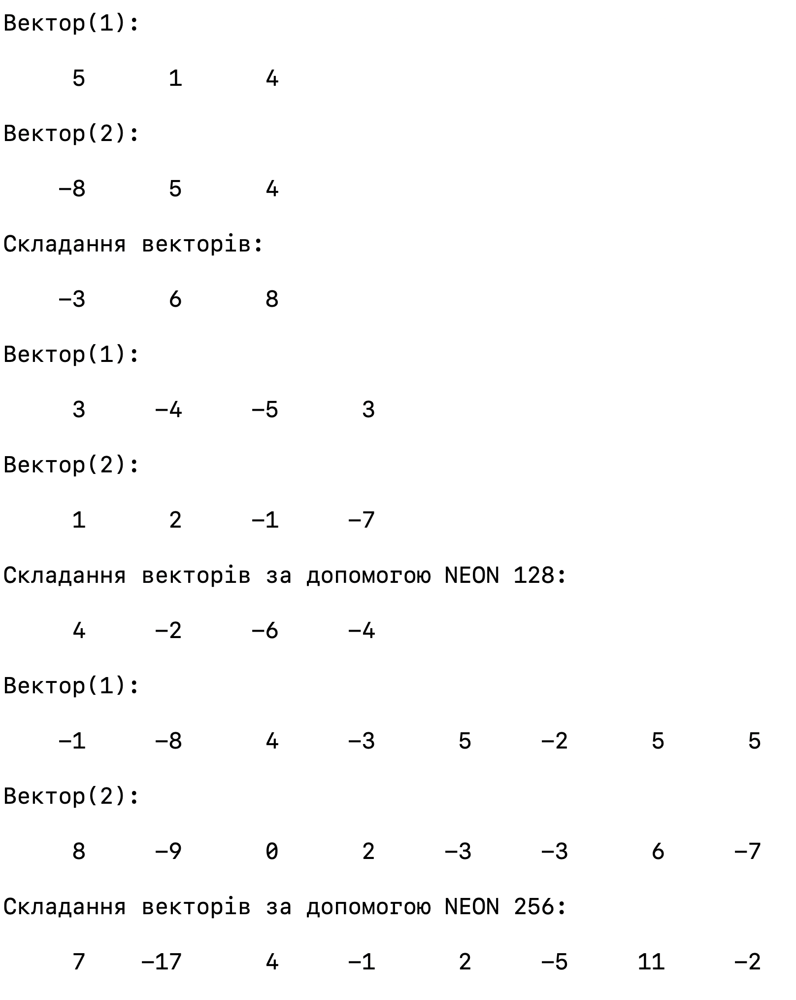 Вектор(1):
5 1 4
Вектор(2):
−8 5 4
Складання векторів:
−3 6 8
Вектор(1):
3 −4 −5 3
Вектор(2):
1 2 −1 −7
Складання векторів за допомогою NEON 128:
4 −2 −6 −4
Вектор(1):
−1 −8 4 −3 5 −2 5 5
Вектор(2):
8 −9 0 2 −3 −3 6 −7
Складання векторів за допомогою NEON 256:
7 −17 4 −1 2 −5 11 −2